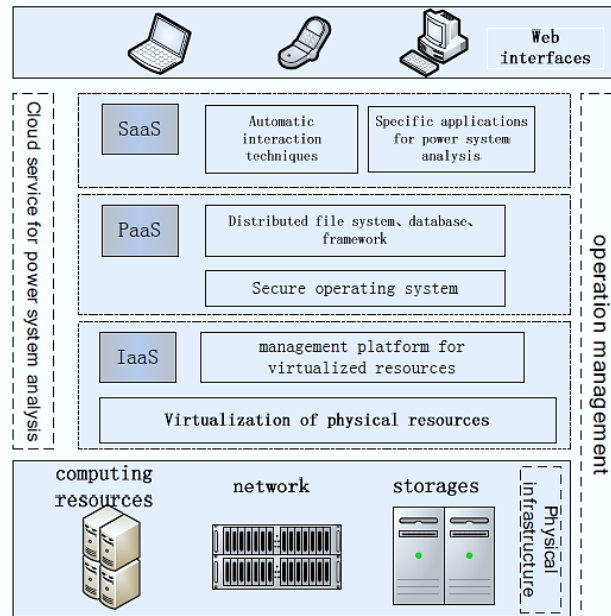 Web
interfaces
Cloud service for power system analysis
SaaS
Automatic
interaction
techniques
Specific applications
for power system
analysis
PaaS
Distributed file system、database、
framework
Secure operating system
IaaS
management platform for
virtualized resources
Virtualization of physical resources
operation management
computing
resources
network
storages
Physical
infrastructure